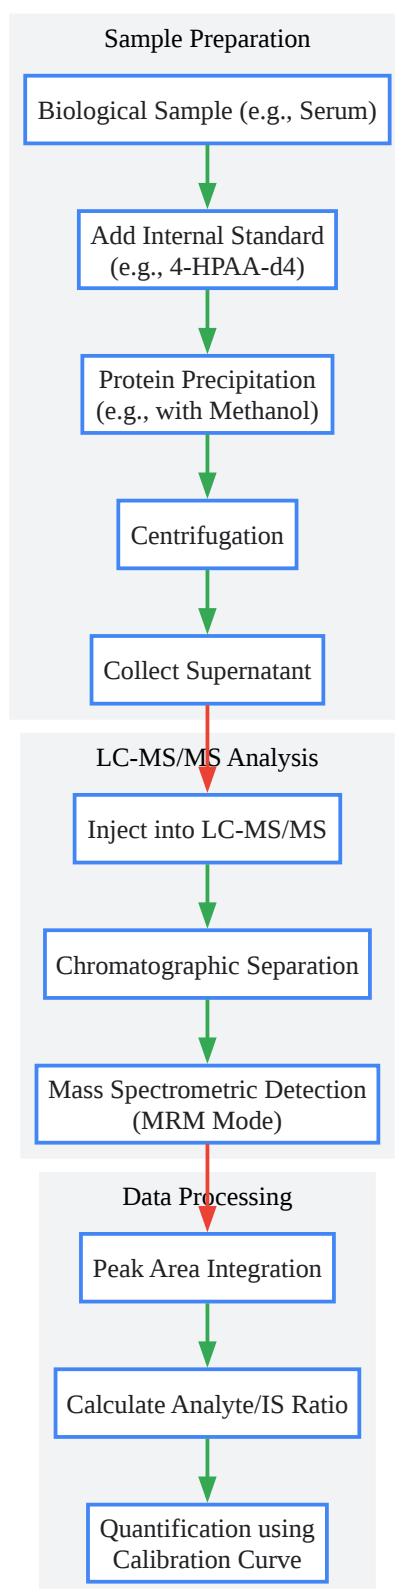 Sample Preparation
Biological Sample (e.g., Serum)
Add Internal Standard
(e.g., 4-HPAA-d4)
Protein Precipitation
(e.g., with Methanol)
Centrifugation
Collect Supernatant
LC-MS/MS Analysis
Inject into LC-MS/MS
Chromatographic Separation
Mass Spectrometric Detection
(MRM Mode)
Data Processing
Peak Area Integration
Calculate Analyte/IS Ratio
Quantification using
Calibration Curve